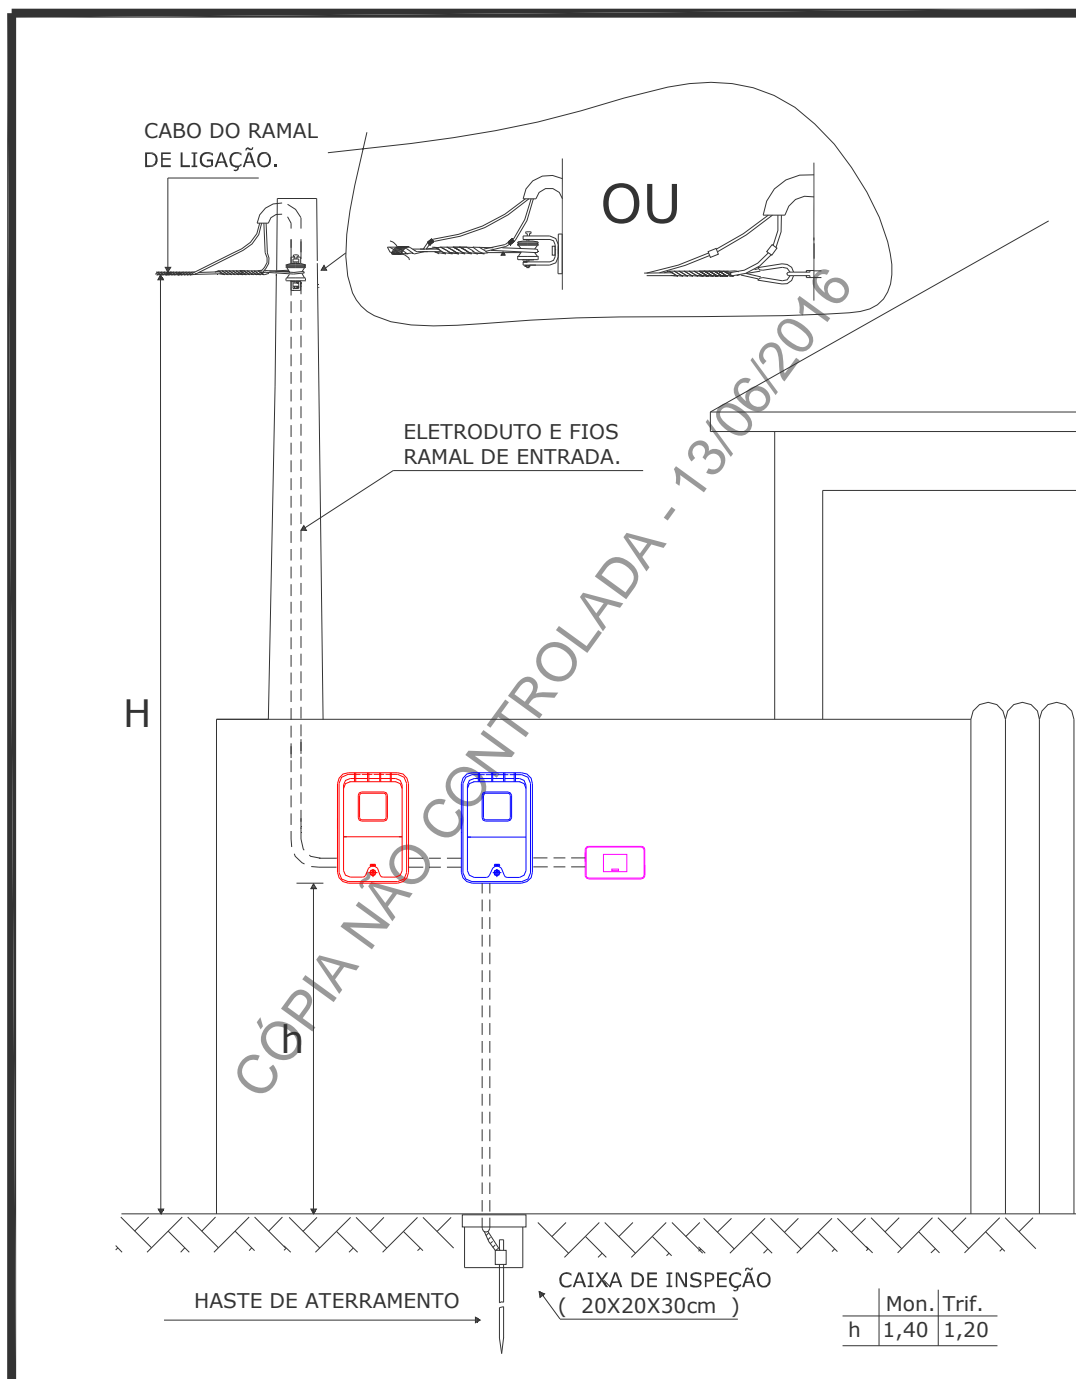 CABO DO RAMAL
DE LIGAÇÃO.
OU
ELETRODUTO E FIOS
RAMAL DE ENTRADA.
CÓPIA NÃO CONTROLADA - 13/06/2016
H
h
HASTE DE ATERRAMENTO
CAIXA DE INSPEÇÃO
( 20X20X30cm )
Mon. Trif.
h 1,40 1,20